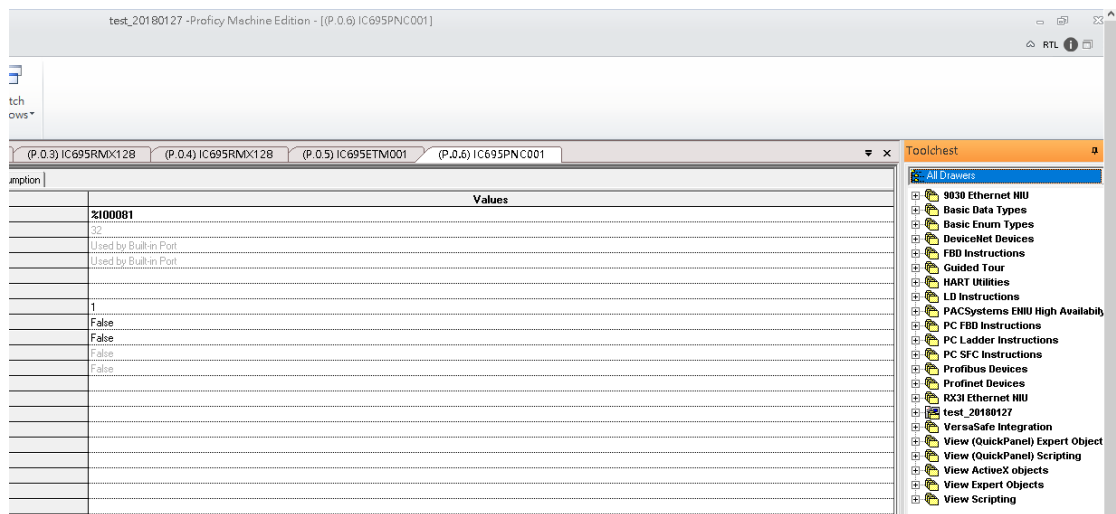 test_20180127 -Proficy Machine Edition - [(P.0.6) IC695PNC001]
RTL
tch
ows
(P.0.3) IC695RMX128 (P.0.4) IC695RMX128 (P.0.5) IC695ETM001 (P.0.6) IC695PNC001
umption
Values
%I00081
32
Used by Built-in Port
Used by Built-in Port
1
False
False
False
False
Toolchest
All Drawers
9030 Ethernet NIU
Basic Data Types
Basic Enum Types
DeviceNet Devices
FBD Instructions
Guided Tour
HART Utilities
LD Instructions
PACSystems ENIU High Availabily
PC FBD Instructions
PC Ladder Instructions
PC SFC Instructions
Profibus Devices
Profinet Devices
RX3I Ethernet NIU
test_20180127
VersaSafe Integration
View (QuickPanel) Expert Object
View (QuickPanel) Scripting
View ActiveX objects
View Expert Objects
View Scripting